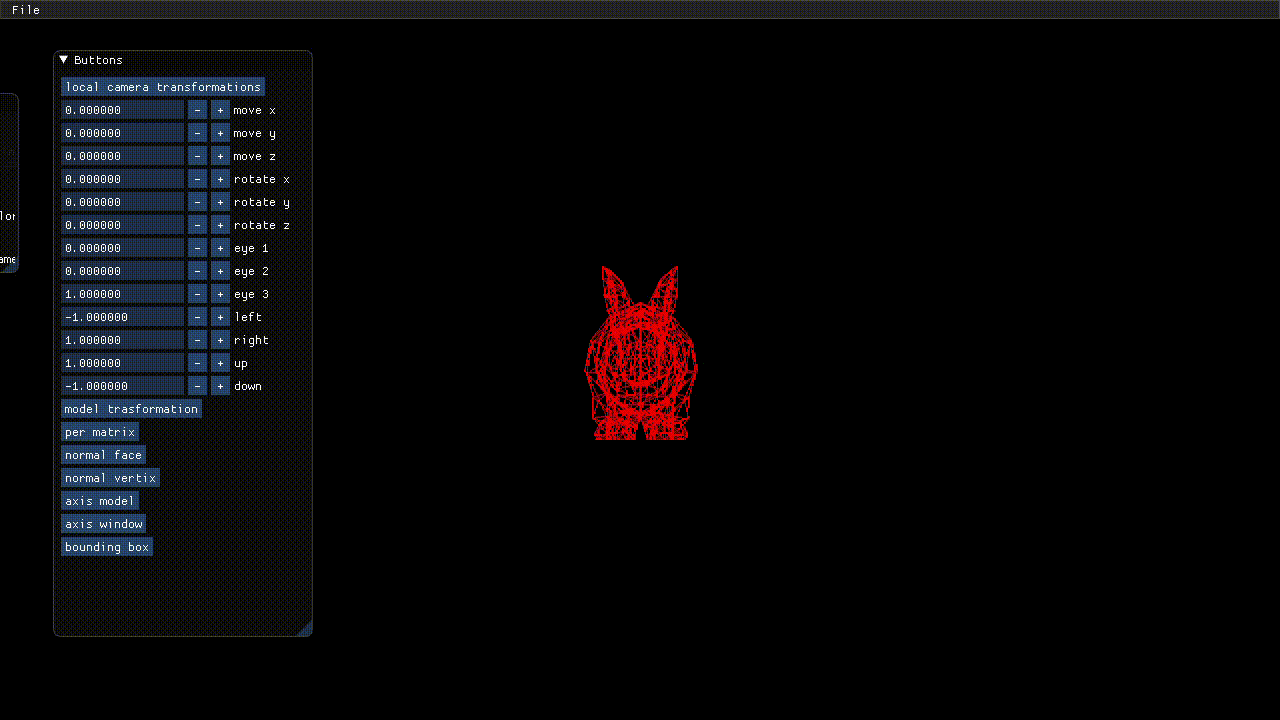 File
Buttons
local camera transformations
0.000000 - + move x
0.000000 - + move y
0.000000 - + move z
0.000000 - + rotate x
0.000000 - + rotate y
0.000000 - + rotate z
0.000000 - + eye 1
0.000000 - + eye 2
1.000000 - + eye 3
-1.000000 - + left
1.000000 - + right
1.000000 - + up
-1.000000 - + down
model trasformation
per matrix
normal face
normal vertix
axis model
axis window
bounding box